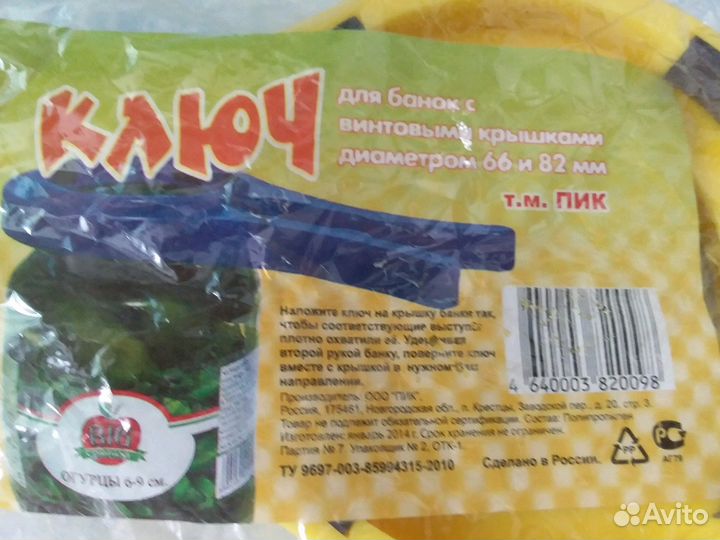 КЛЮЧ
для банок с
винтовыми крышками
диаметром 66 и 82 мм
т.м. ПИК
Наложите ключ на крышку банки так,
чтобы соответствующие выступы
плотно охватили её. Удерживая
второй рукой банку, поверните ключ
вместе с крышкой в нужном
направлении.
4 640003 820098
Производитель ООО "ПИК".
Россия, 175461, Новгородская обл., п. Крестцы, Заводской пер., д. 20, стр. 3.
Товар не подлежит обязательной сертификации. Состав: Полипропилен
Изготовлен: январь 2014 г. Срок хранения не ограничен.
Партия № 7 Упаковщик № 2, ОТК-1.
ТУ 9697-003-85994315-2010
Сделано в России.
PP
АГ79
ОГУРЦЫ 6-9 см.
Avito